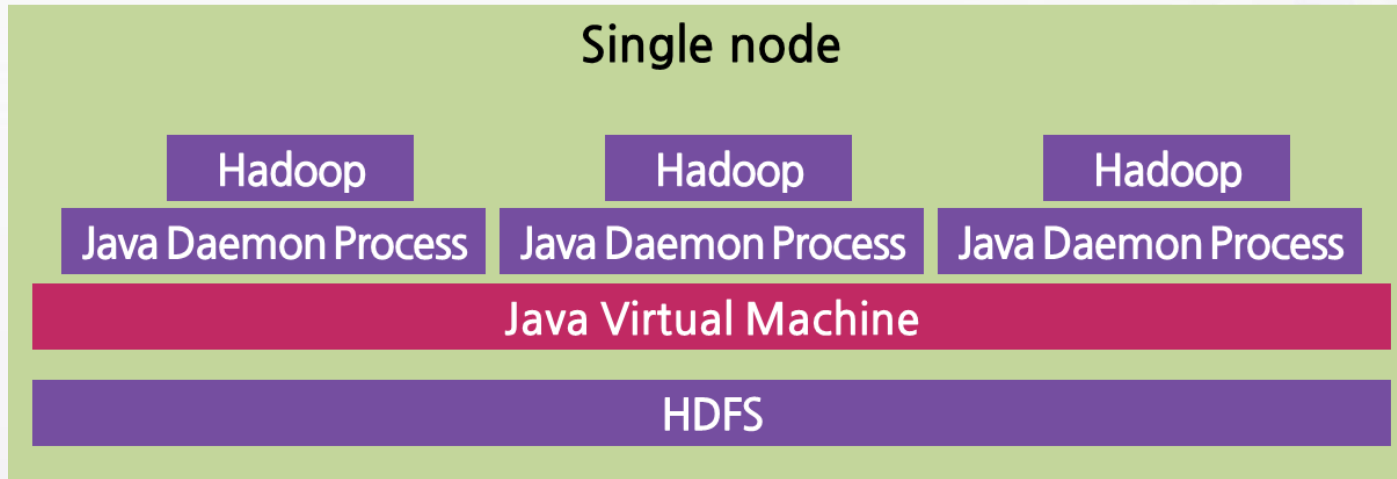 Single node
Hadoop Hadoop Hadoop
Java Daemon Process Java Daemon Process Java Daemon Process
Java Virtual Machine
HDFS